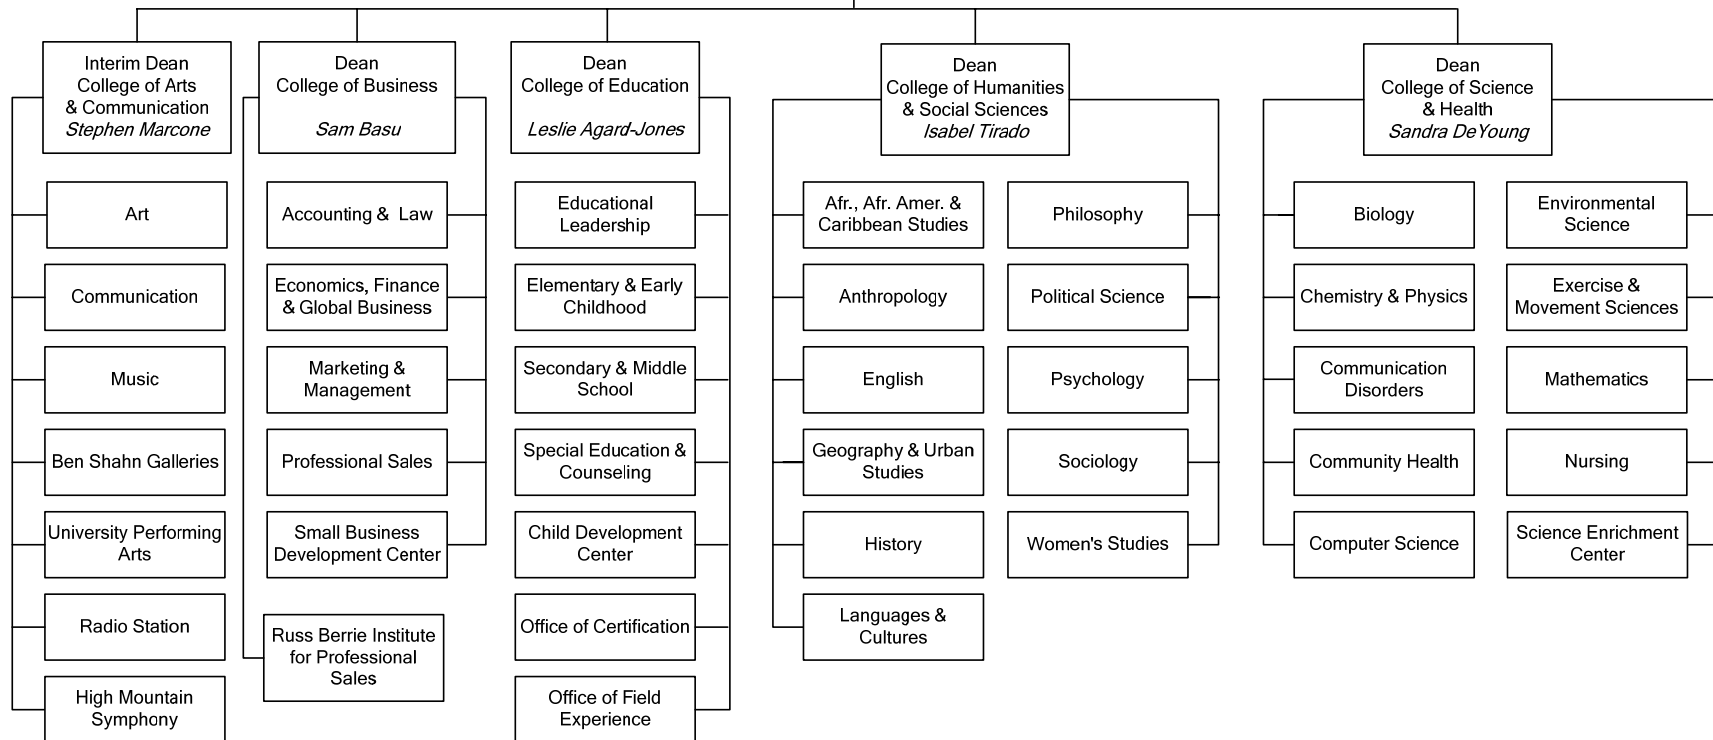 Interim Dean
College of Arts
& Communication
Stephen Marcone
Art
Communication
Music
Ben Shahn Galleries
University Performing
Arts
Radio Station
High Mountain
Symphony
Dean
College of Business
Sam Basu
Accounting & Law
Economics, Finance
& Global Business
Marketing &
Management
Professional Sales
Small Business
Development Center
Russ Berrie Institute
for Professional
Sales
Dean
College of Education
Leslie Agard-Jones
Educational
Leadership
Elementary & Early
Childhood
Secondary & Middle
School
Special Education &
Counseling
Child Development
Center
Office of Certification
Office of Field
Experience
Dean
College of Humanities
& Social Sciences
Isabel Tirado
Afr., Afr. Amer. &
Caribbean Studies
Anthropology
English
Geography & Urban
Studies
History
Languages &
Cultures
Philosophy
Political Science
Psychology
Sociology
Women's Studies
Dean
College of Science
& Health
Sandra DeYoung
Biology
Chemistry & Physics
Communication
Disorders
Community Health
Computer Science
Environmental
Science
Exercise &
Movement Sciences
Mathematics
Nursing
Science Enrichment
Center